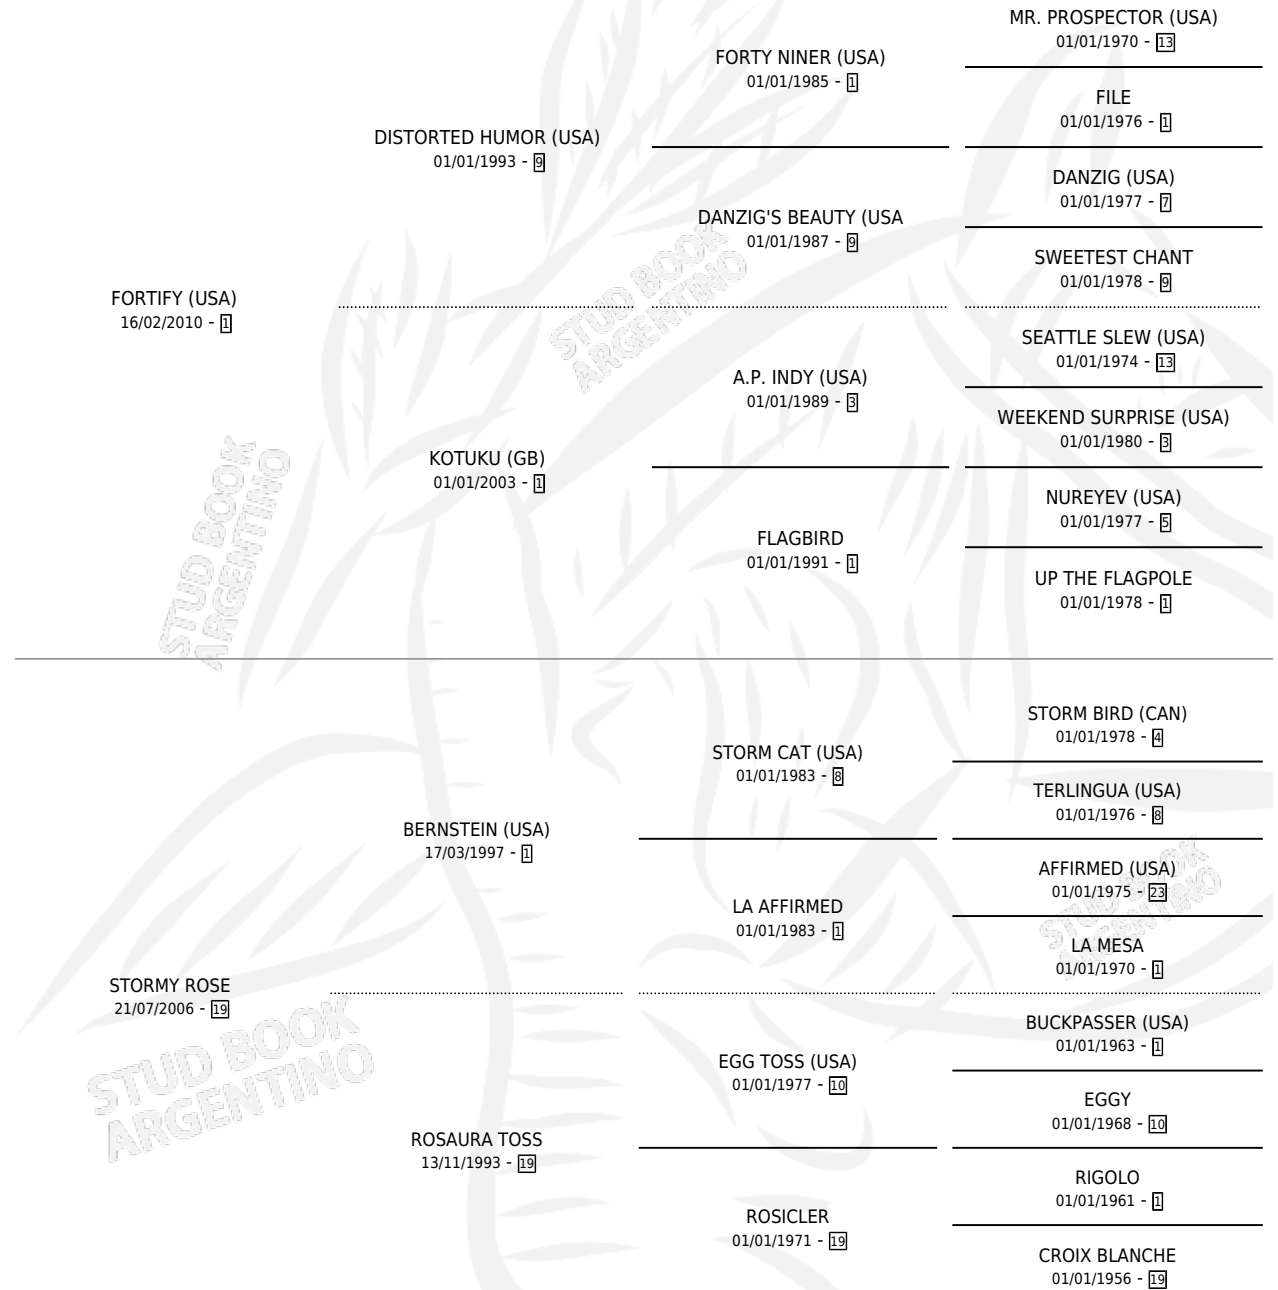 MR. PROSPECTOR (USA)
01/01/1970 - 13
FORTY NINER (USA)
01/01/1985 - 1
FILE
01/01/1976 - 1
DISTORTED HUMOR (USA)
01/01/1993 - 9
DANZIG (USA)
01/01/1977 - 7
DANZIG'S BEAUTY (USA
01/01/1987 - 9
SWEETEST CHANT
01/01/1978 - 9
FORTIFY (USA)
16/02/2010 - 1
SEATTLE SLEW (USA)
01/01/1974 - 13
A.P. INDY (USA)
01/01/1989 - 3
WEEKEND SURPRISE (USA)
01/01/1980 - 3
KOTUKU (GB)
01/01/2003 - 1
NUREYEV (USA)
01/01/1977 - 5
FLAGBIRD
01/01/1991 - 1
UP THE FLAGPOLE
01/01/1978 - 1
STUD BOOK
ARGENTINO
STUD BOOK
ARGENTINO
STORM BIRD (CAN)
01/01/1978 - 4
STORM CAT (USA)
01/01/1983 - 8
TERLINGUA (USA)
01/01/1976 - 8
BERNSTEIN (USA)
17/03/1997 - 1
AFFIRMED (USA)
01/01/1975 - 23
LA AFFIRMED
01/01/1983 - 1
LA MESA
01/01/1970 - 1
STORMY ROSE
21/07/2006 - 19
BUCKPASSER (USA)
01/01/1963 - 1
EGG TOSS (USA)
01/01/1977 - 10
EGGY
01/01/1968 - 10
ROSAURA TOSS
13/11/1993 - 19
RIGOLO
01/01/1961 - 1
ROSICLER
01/01/1971 - 19
CROIX BLANCHE
01/01/1956 - 19
STUD BOOK
ARGENTINO
STUD BOOK
ARGENTINO